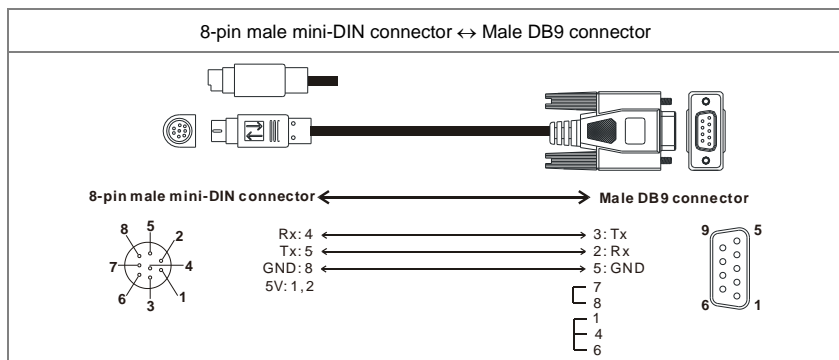 8-pin male mini-DIN connector ↔ Male DB9 connector
8-pin male mini-DIN connector Male DB9 connector
8 5 2
7 4
6 3 1
Rx: 4 3: Tx
Tx: 5 2: Rx
GND: 8 5: GND
5V: 1,2 7
8
1
4
6
9 5
6 1